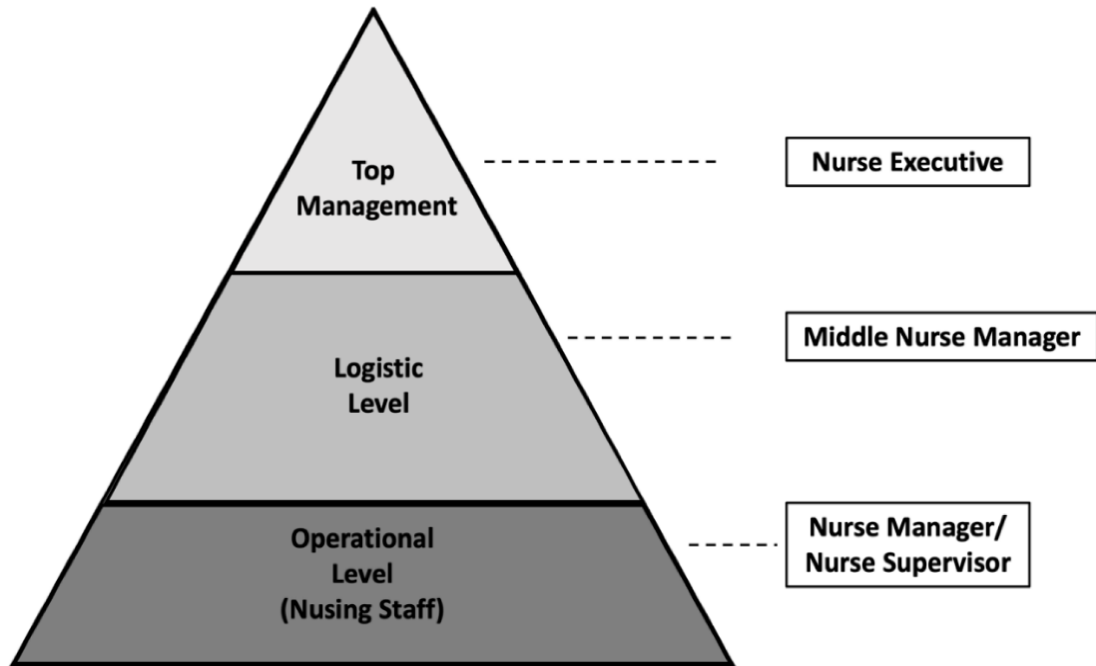 Top
Management
Nurse Executive
Logistic
Level
Middle Nurse Manager
Operational
Level
(Nusing Staff)
Nurse Manager/
Nurse Supervisor